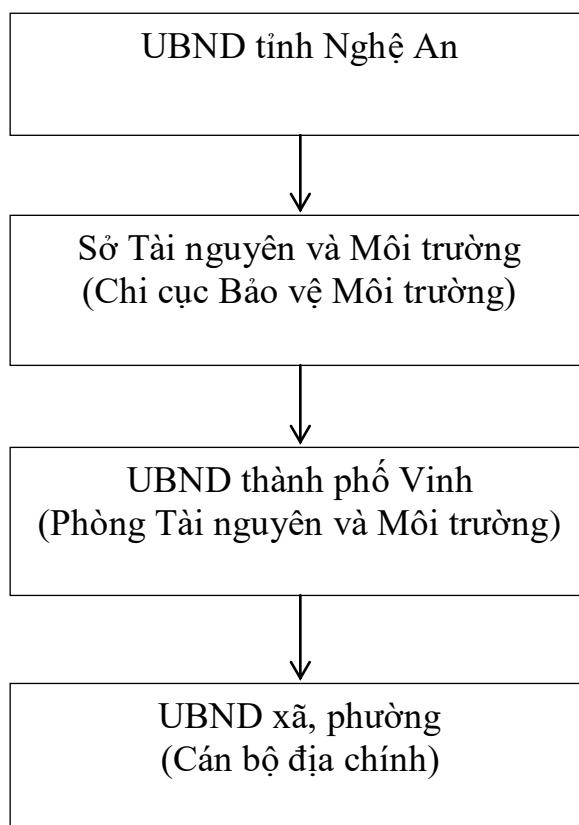 UBND tỉnh Nghệ An
Sở Tài nguyên và Môi trường
(Chi cục Bảo vệ Môi trường)
UBND thành phố Vinh
(Phòng Tài nguyên và Môi trường)
UBND xã, phường
(Cán bộ địa chính)